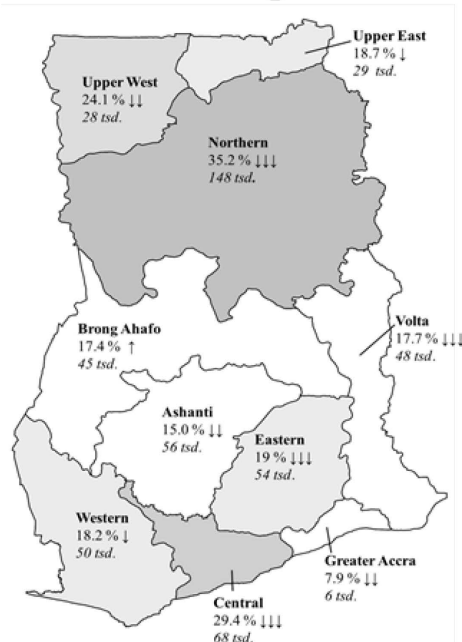 Upper East
18.7 % ↓
29 tsd.
Upper West
24.1 % ↓↓
28 tsd.
Northern
35.2 % ↓↓↓
148 tsd.
Brong Ahafo
17.4 % ↑
45 tsd.
Volta
17.7 % ↓↓↓
48 tsd.
Ashanti
15.0 % ↓↓
56 tsd.
Eastern
19 % ↓↓↓
54 tsd.
Western
18.2 % ↓
50 tsd.
Greater Accra
7.9 % ↓↓
6 tsd.
Central
29.4 % ↓↓↓
68 tsd.